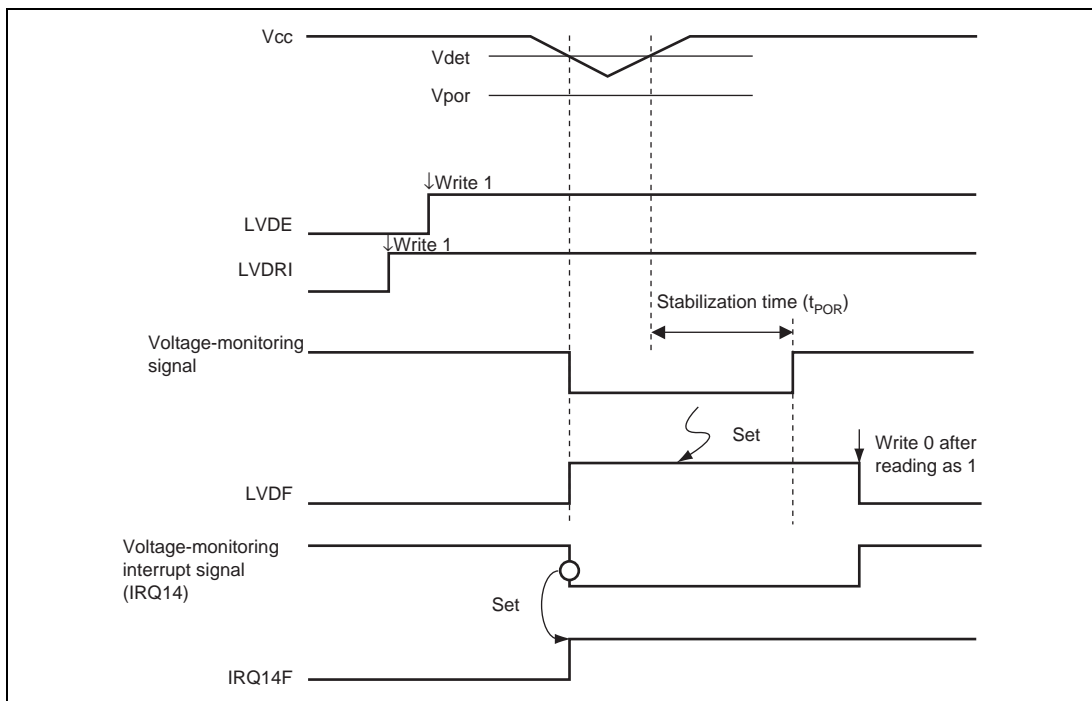 Vcc
Vdet
Vpor
↓Write 1
LVDE
↓Write 1
LVDRI
Stabilization time (tPOR)
Voltage-monitoring
signal
Set
Write 0 after
reading as 1
LVDF
Voltage-monitoring
interrupt signal
(IRQ14)
Set
IRQ14F